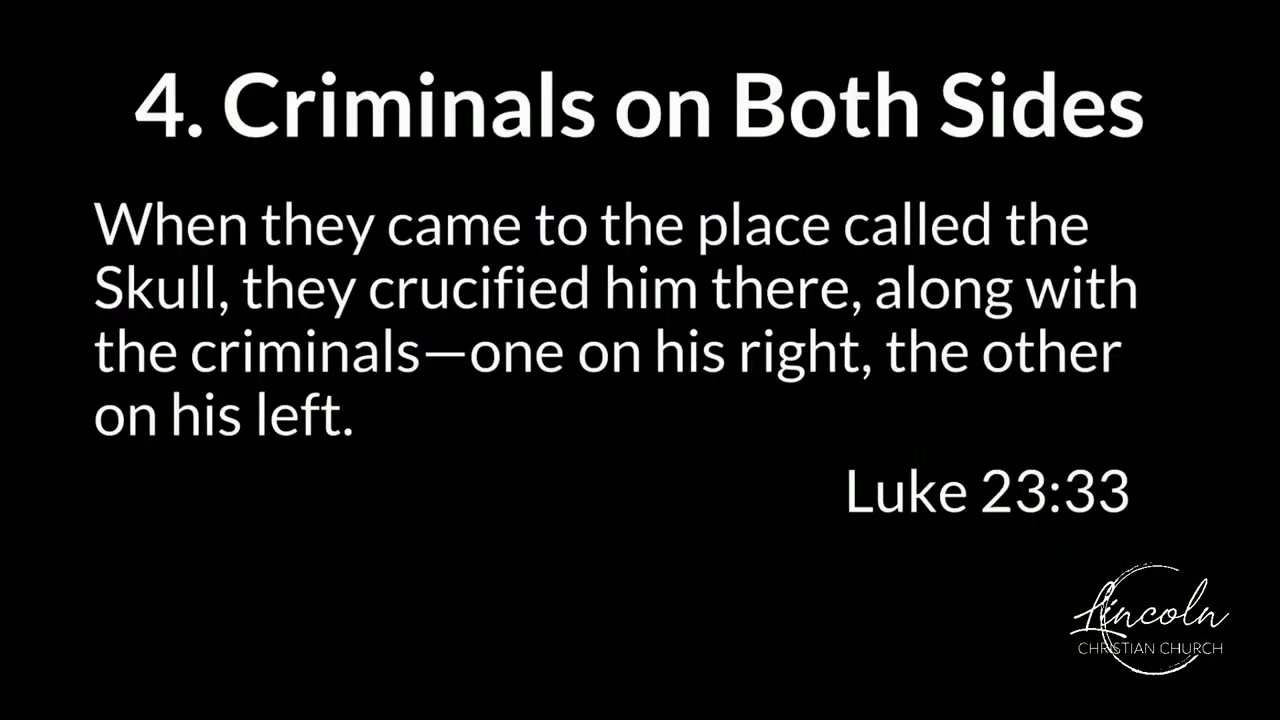 4. Criminals on Both Sides
When they came to the place called the
Skull, they crucified him there, along with
the criminals—one on his right, the other
on his left.
Luke 23:33
Lincoln
CHRISTIAN CHURCH